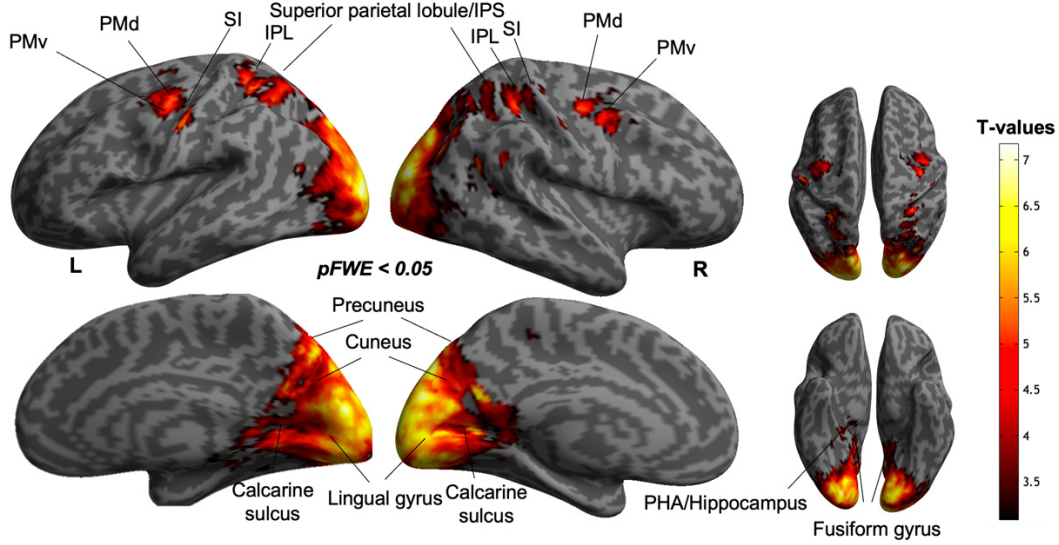 Superior parietal lobule/IPS
PMd
SI
IPL
PMv
IPL
SI
PMd
PMv
T-values
7
6.5
6
5.5
5
4.5
4
3.5
L
pFWE < 0.05
R
Precuneus
Cuneus
Calcarine
sulcus
Lingual gyrus
Calcarine
sulcus
PHA/Hippocampus
Fusiform gyrus